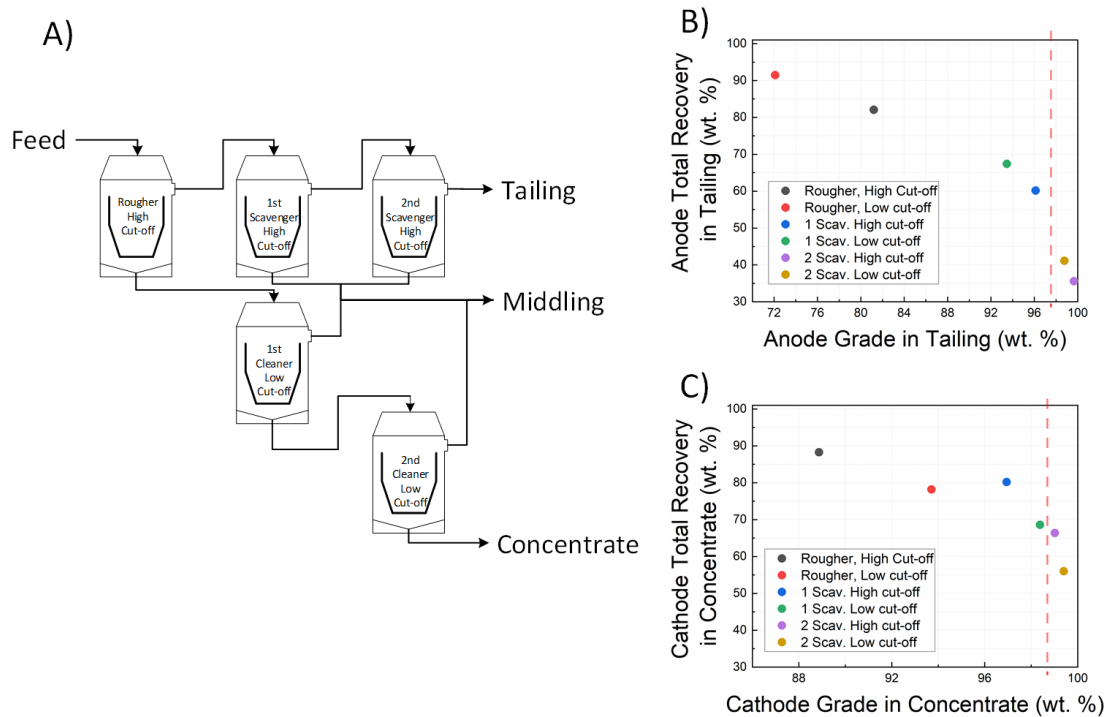 A)
Feed
Rougher
High
Cut-off
1st
Scavenger
High
Cut-off
2nd
Scavenger
High
Cut-off
Tailing
Middling
1st
Cleaner
Low
Cut-off
2nd
Cleaner
Low
Cut-off
Concentrate
B)
Anode Total Recovery
in Tailing (wt. %)
100
90
80
70
60
50
40
30
Rougher, High Cut-off
Rougher, Low cut-off
1 Scav. High cut-off
1 Scav. Low cut-off
2 Scav. High cut-off
2 Scav. Low cut-off
72 76 80 84 88 92 96 100
Anode Grade in Tailing (wt. %)
C)
Cathode Total Recovery
in Concentrate (wt. %)
100
90
80
70
60
50
40
30
Rougher, High Cut-off
Rougher, Low cut-off
1 Scav. High cut-off
1 Scav. Low cut-off
2 Scav. High cut-off
2 Scav. Low cut-off
88 92 96 100
Cathode Grade in Concentrate (wt. %)